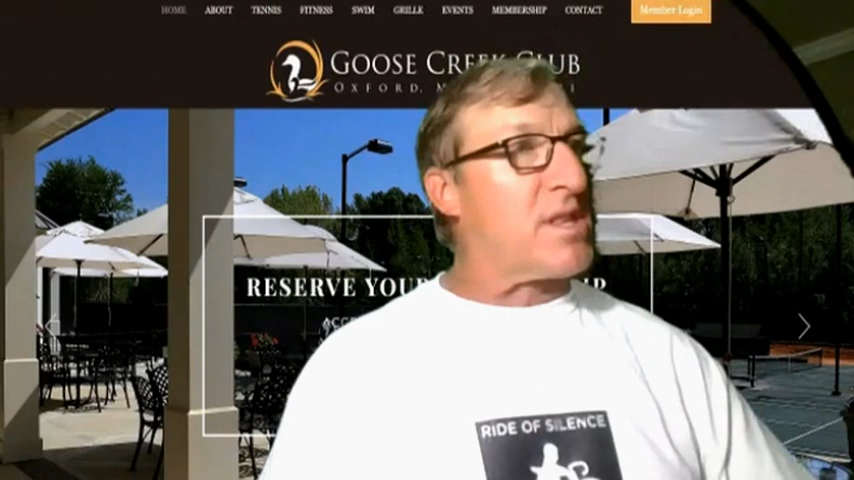 HOME ABOUT TENNIS FITNESS SWIM GRILLE EVENTS MEMBERSHIP CONTACT Member Login
GOOSE CREEK CLUB
OXFORD,
RESERVE YOUR
RIDE OF SILENCE